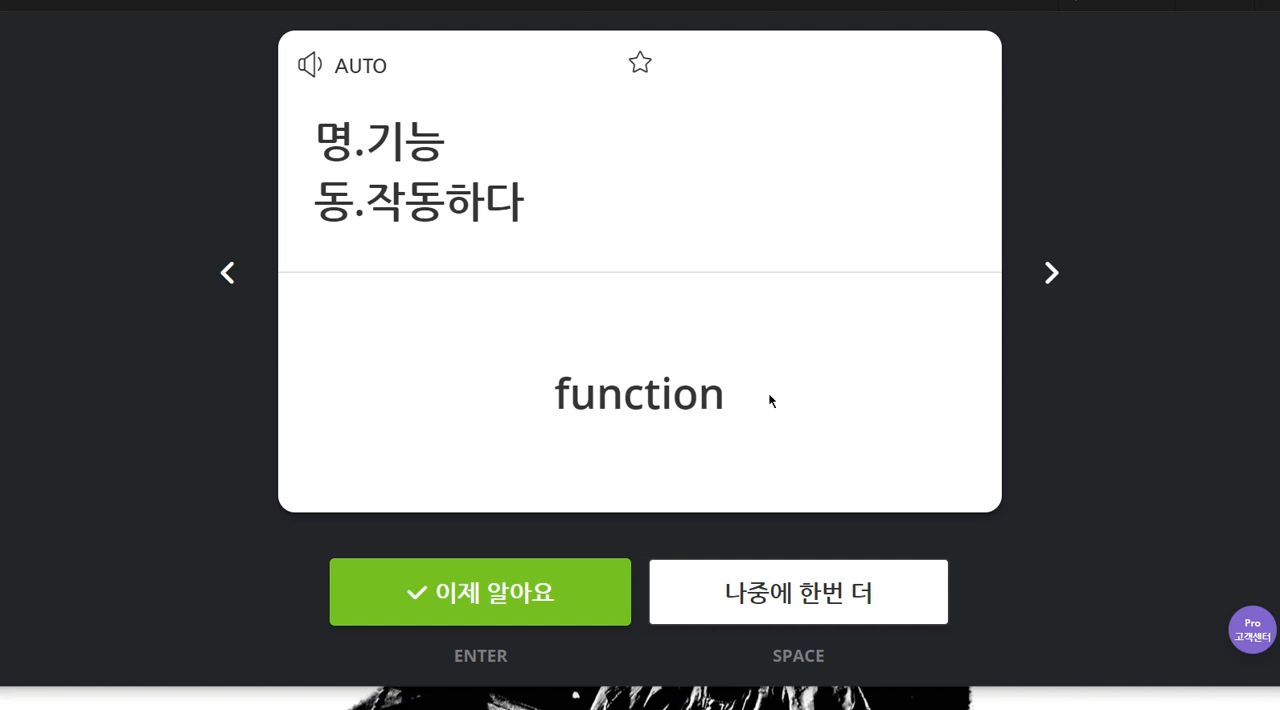 AUTO
명.기능
동.작동하다
function
이제 알아요
나중에 한번 더
ENTER
SPACE
Pro
고객센터